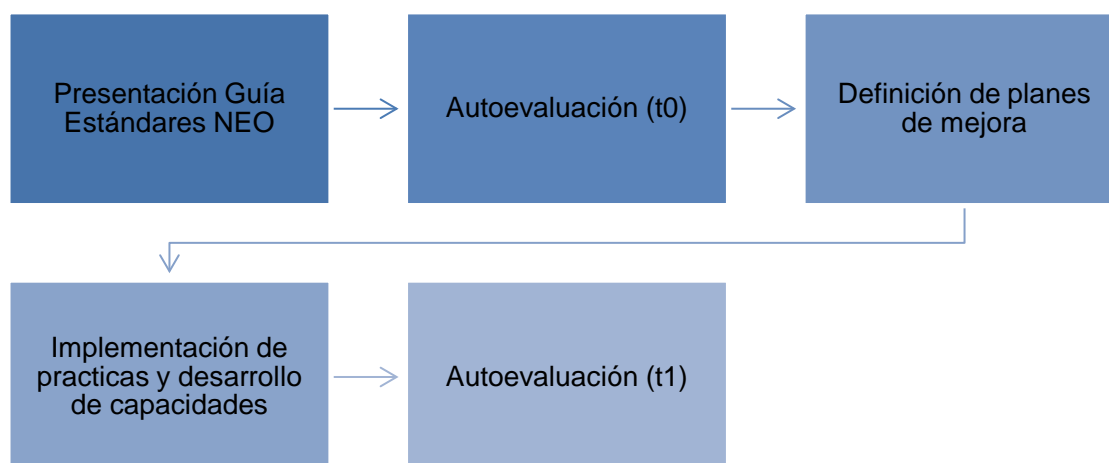 Presentación Guía
Estándares NEO
Autoevaluación (t0)
Definición de planes
de mejora
Implementación de
practicas y desarrollo
de capacidades
Autoevaluación (t1)